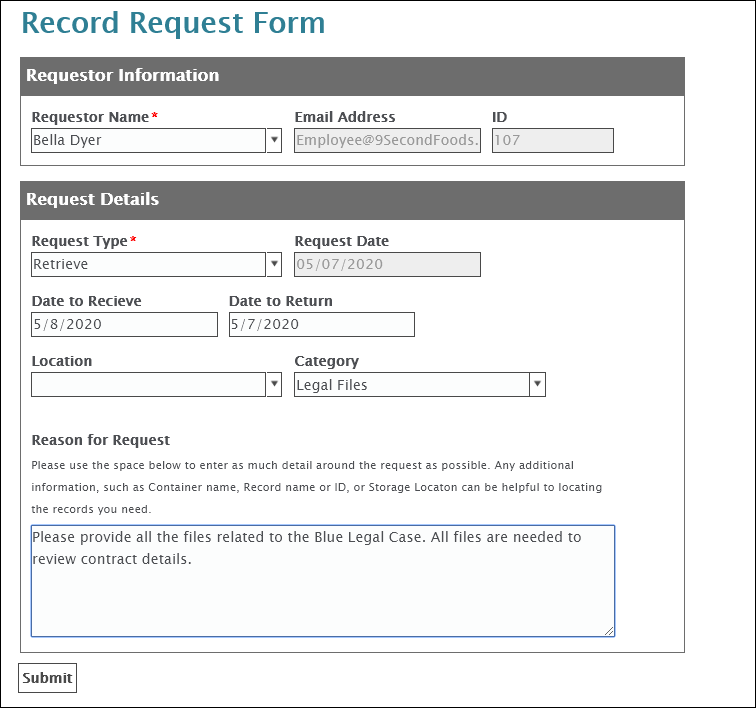 Record Request Form
Requestor Information
Requestor Name* Email Address ID
Bella Dyer Employee@9SecondFoods. 107
Request Details
Request Type* Request Date
Retrieve 05/07/2020
Date to Recieve Date to Return
5/8/2020 5/7/2020
Location Category
Legal Files
Reason for Request
Please use the space below to enter as much detail around the request as possible. Any additional
information, such as Container name, Record name or ID, or Storage Locaton can be helpful to locating
the records you need.
Please provide all the files related to the Blue Legal Case. All files are needed to
review contract details.
Submit